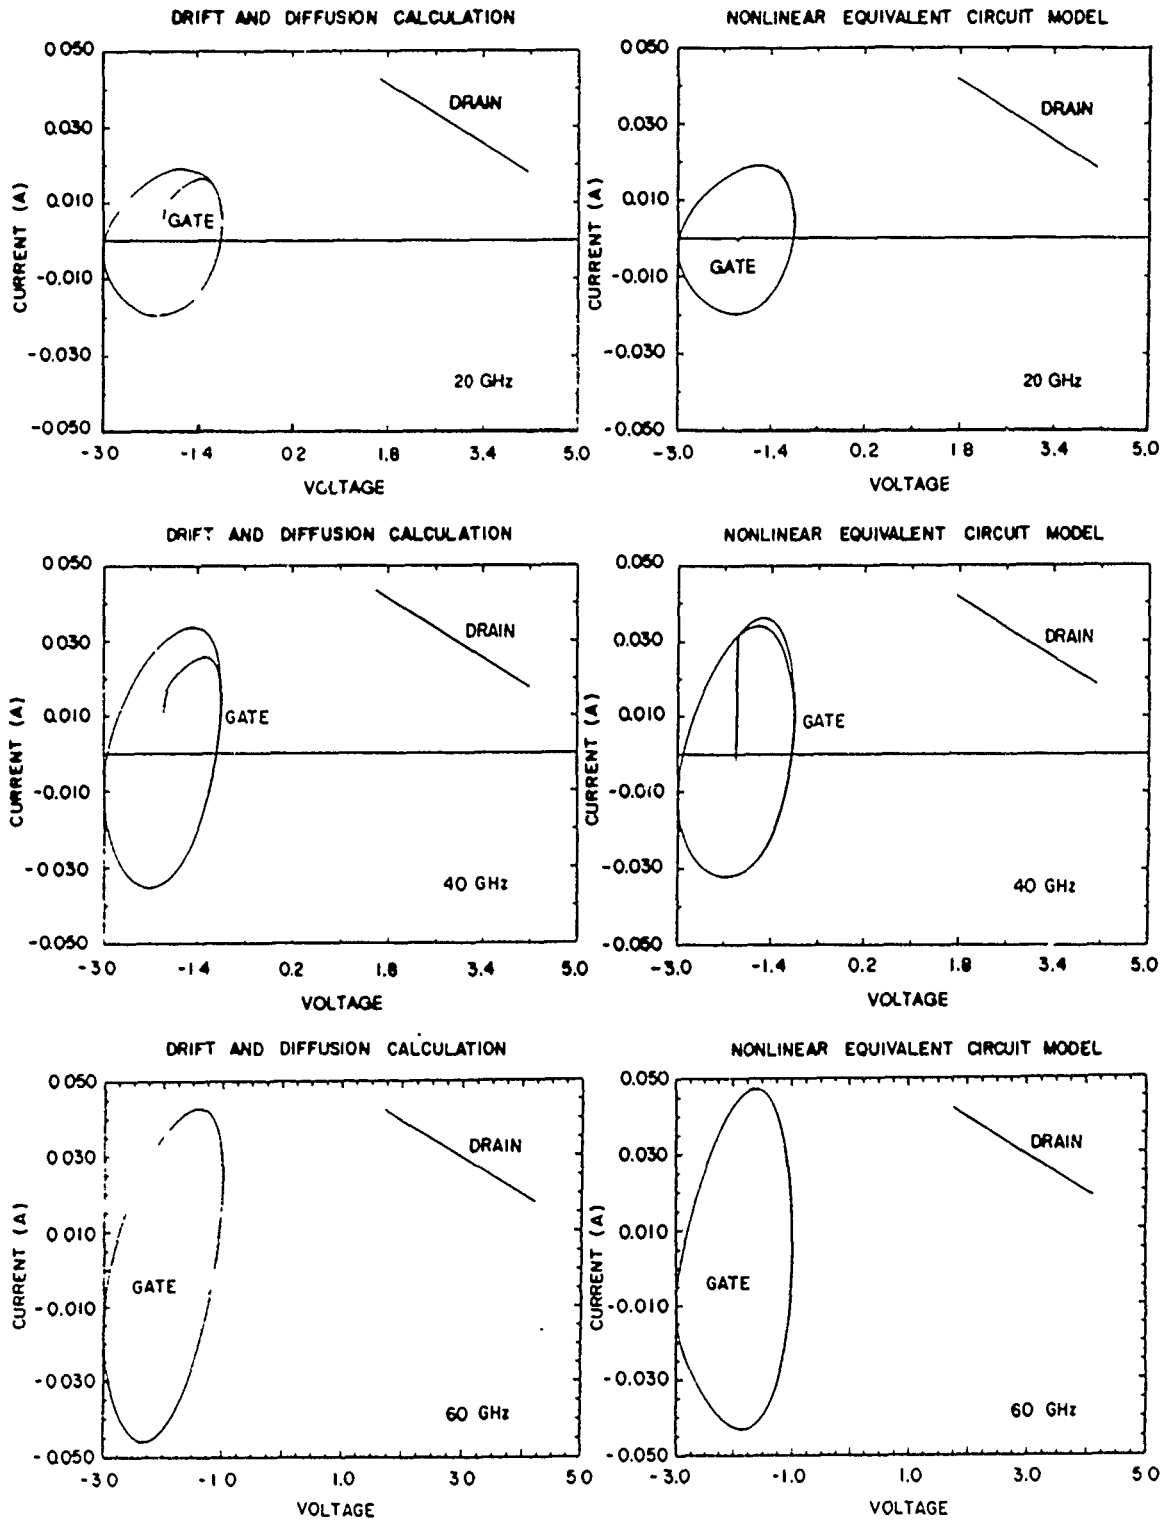 DRIFT AND DIFFUSION CALCULATION
0.050
0.030
0.010
-0.010
-0.030
-0.050
CURRENT (A)
DRAIN
GATE
20 GHz
-3.0 -1.4 0.2 1.8 3.4 5.0
VOLTAGE
NONLINEAR EQUIVALENT CIRCUIT MODEL
0.050
0.030
0.010
-0.010
-0.030
-0.050
CURRENT (A)
DRAIN
GATE
20 GHz
-3.0 -1.4 0.2 1.8 3.4 5.0
VOLTAGE
DRIFT AND DIFFUSION CALCULATION
0.050
0.030
0.010
-0.010
-0.030
-0.050
CURRENT (A)
DRAIN
GATE
40 GHz
-3.0 -1.4 0.2 1.8 3.4 5.0
VOLTAGE
NONLINEAR EQUIVALENT CIRCUIT MODEL
0.050
0.030
0.010
-0.010
-0.030
-0.050
CURRENT (A)
DRAIN
GATE
40 GHz
-3.0 -1.4 0.2 1.8 3.4 5.0
VOLTAGE
DRIFT AND DIFFUSION CALCULATION
0.050
0.030
0.010
-0.010
-0.030
-0.050
CURRENT (A)
DRAIN
GATE
60 GHz
-3.0 -1.0 1.0 3.0 5.0
VOLTAGE
NONLINEAR EQUIVALENT CIRCUIT MODEL
0.050
0.030
0.010
-0.010
-0.030
-0.050
CURRENT (A)
DRAIN
GATE
60 GHz
-3.0 -1.0 1.0 3.0 5.0
VOLTAGE